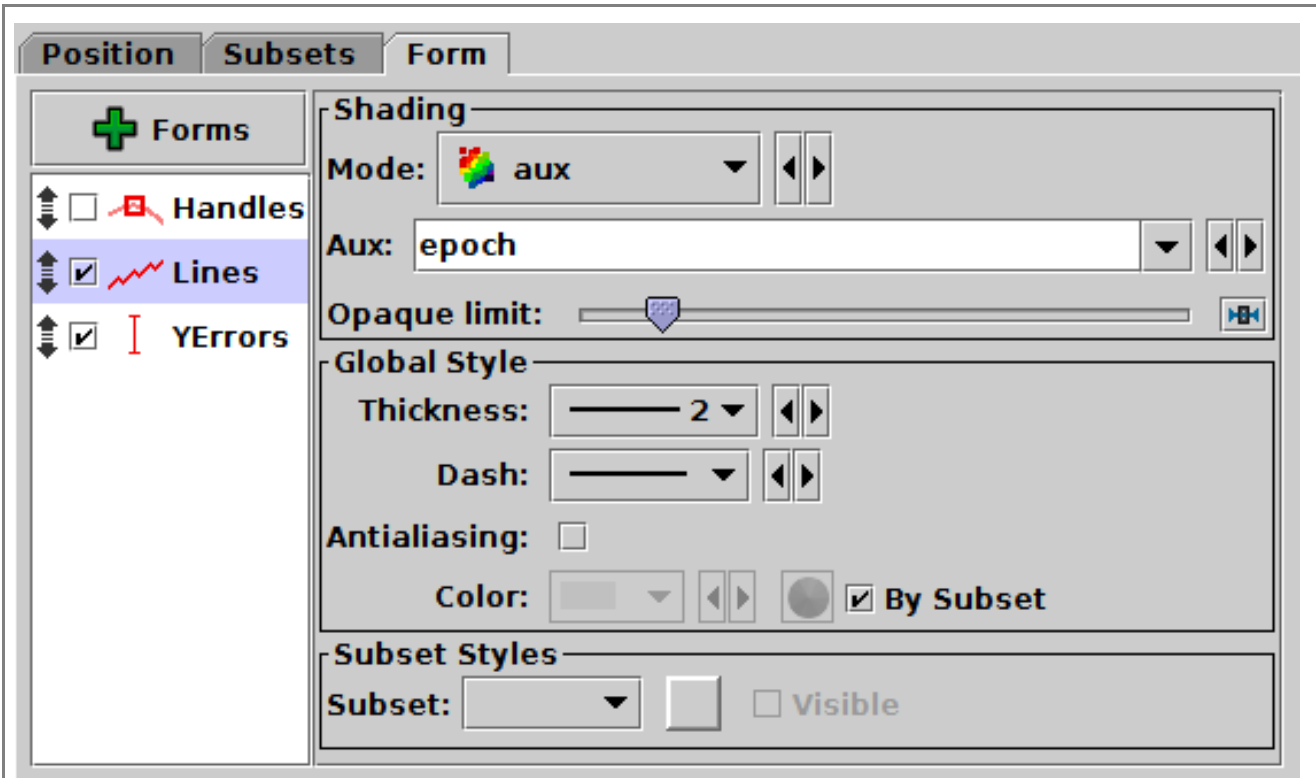 Position Subsets Form
Forms
Handles
Lines
YErrors
Shading
Mode: aux
Aux: epoch
Opaque limit:
Global Style
Thickness: 2
Dash:
Antialiasing:
Color: By Subset
Subset Styles
Subset: Visible